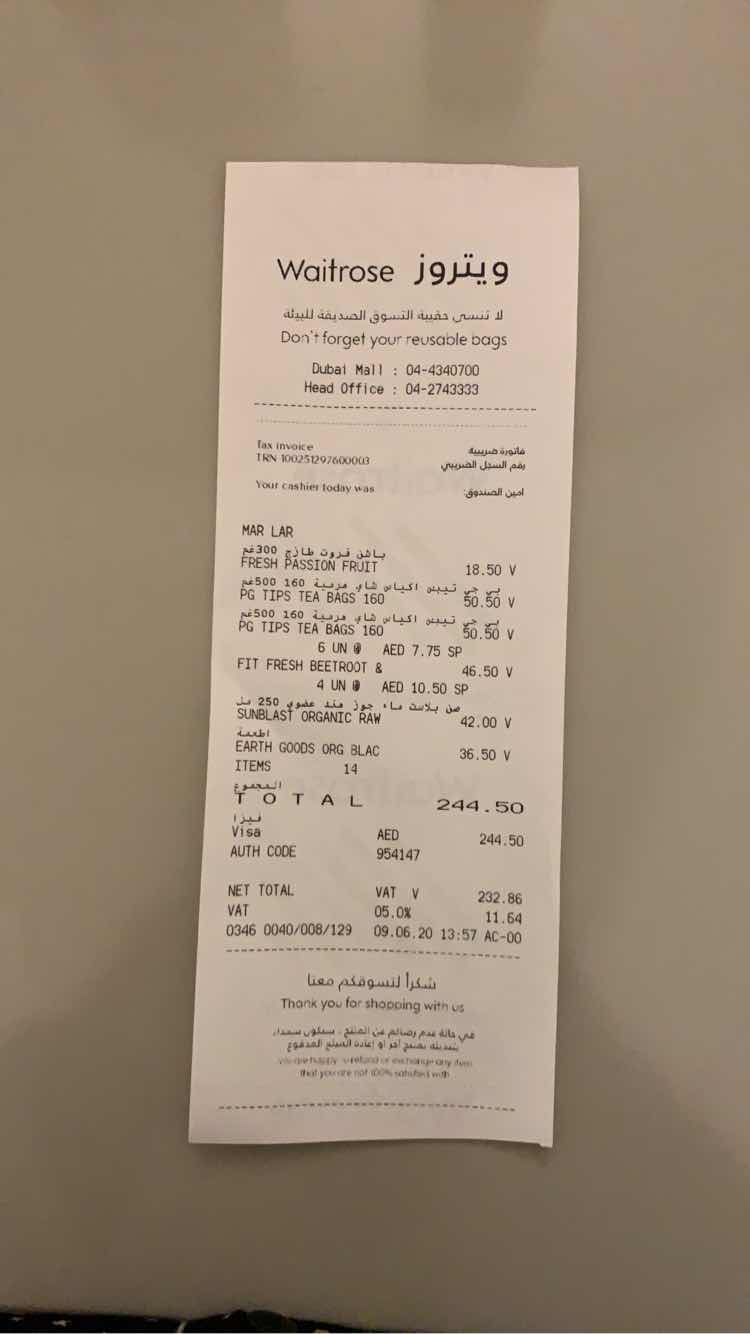 Waitrose ويتروز
لا تنسى حقيبة التسوق الصديقة للبيئة
Don't forget your reusable bags
Dubai Mall : 04-4340700
Head Office : 04-2743333
Tax invoice فاتورة ضريبية
TRN 100251297600003 رقم السجل الضريبي
Your cashier today was امين الصندوق:
MAR LAR
باشن فروت طازج 300غم
FRESH PASSION FRUIT 18.50 V
بي جي تيبس اكياس شاي هرمية 160 500غم
PG TIPS TEA BAGS 160 50.50 V
بي جي تيبس اكياس شاي هرمية 160 500غم
PG TIPS TEA BAGS 160 50.50 V
6 UN @ AED 7.75 SP
FIT FRESH BEETROOT & 46.50 V
4 UN @ AED 10.50 SP
صن بلاست ماء جوز هند عضوي 250 مل
SUNBLAST ORGANIC RAW 42.00 V
اطعمة
EARTH GOODS ORG BLAC 36.50 V
ITEMS 14
المجموع
T O T A L 244.50
فيزا
Visa AED 244.50
AUTH CODE 954147
NET TOTAL VAT V 232.86
VAT 05.0% 11.64
0346 0040/008/129 09.06.20 13:57 AC-00
شكراً لتسوقكم معنا
Thank you for shopping with us
في حالة عدم رضاكم عن المنتج ، سيكون سعداء
بتبديله بمنتج آخر أو إعادة المبلغ المدفوع
you are happy to refund or exchange any item
that you are not 100% satisfied with